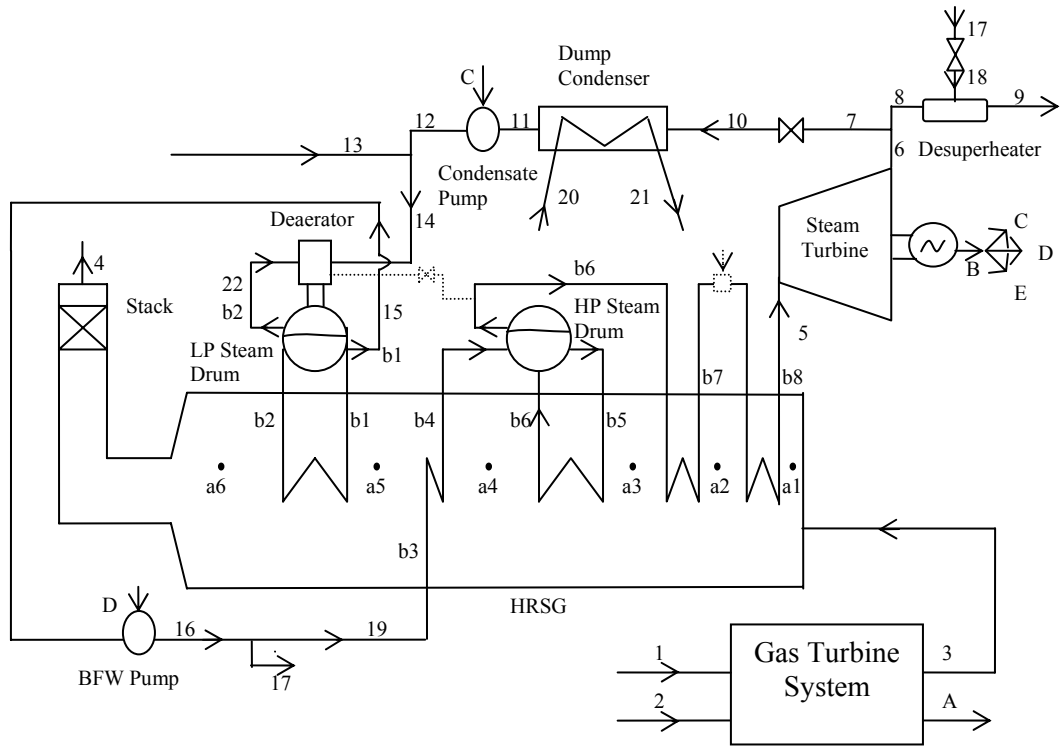 17
Dump
Condenser
C
18
8
9
12
11
10
7
13
Condensate
Pump
6
Desuperheater
20
21
14
Deaerator
Steam
Turbine
C
D
B
E
4
22
b6
Stack
b2
15
HP Steam
Drum
5
LP Steam
Drum
b1
b7
b8
b2
b1
b4
b6
b5
a6
a5
a4
a3
a2
a1
b3
D
16
19
HRSG
BFW Pump
17
1
Gas Turbine
System
3
2
A